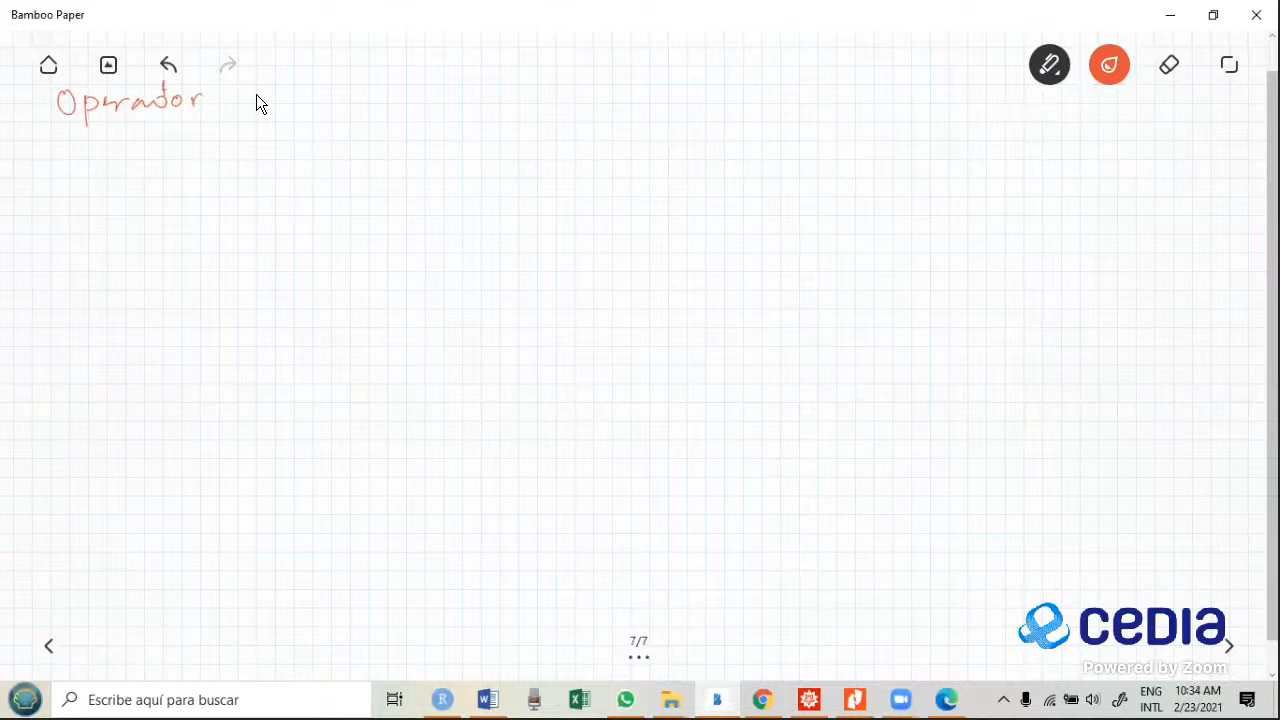 Bamboo Paper
Operador
7/7
cedia
Powered by Zoom
Escribe aquí para buscar
ENG
INTL
10:34 AM
2/23/2021